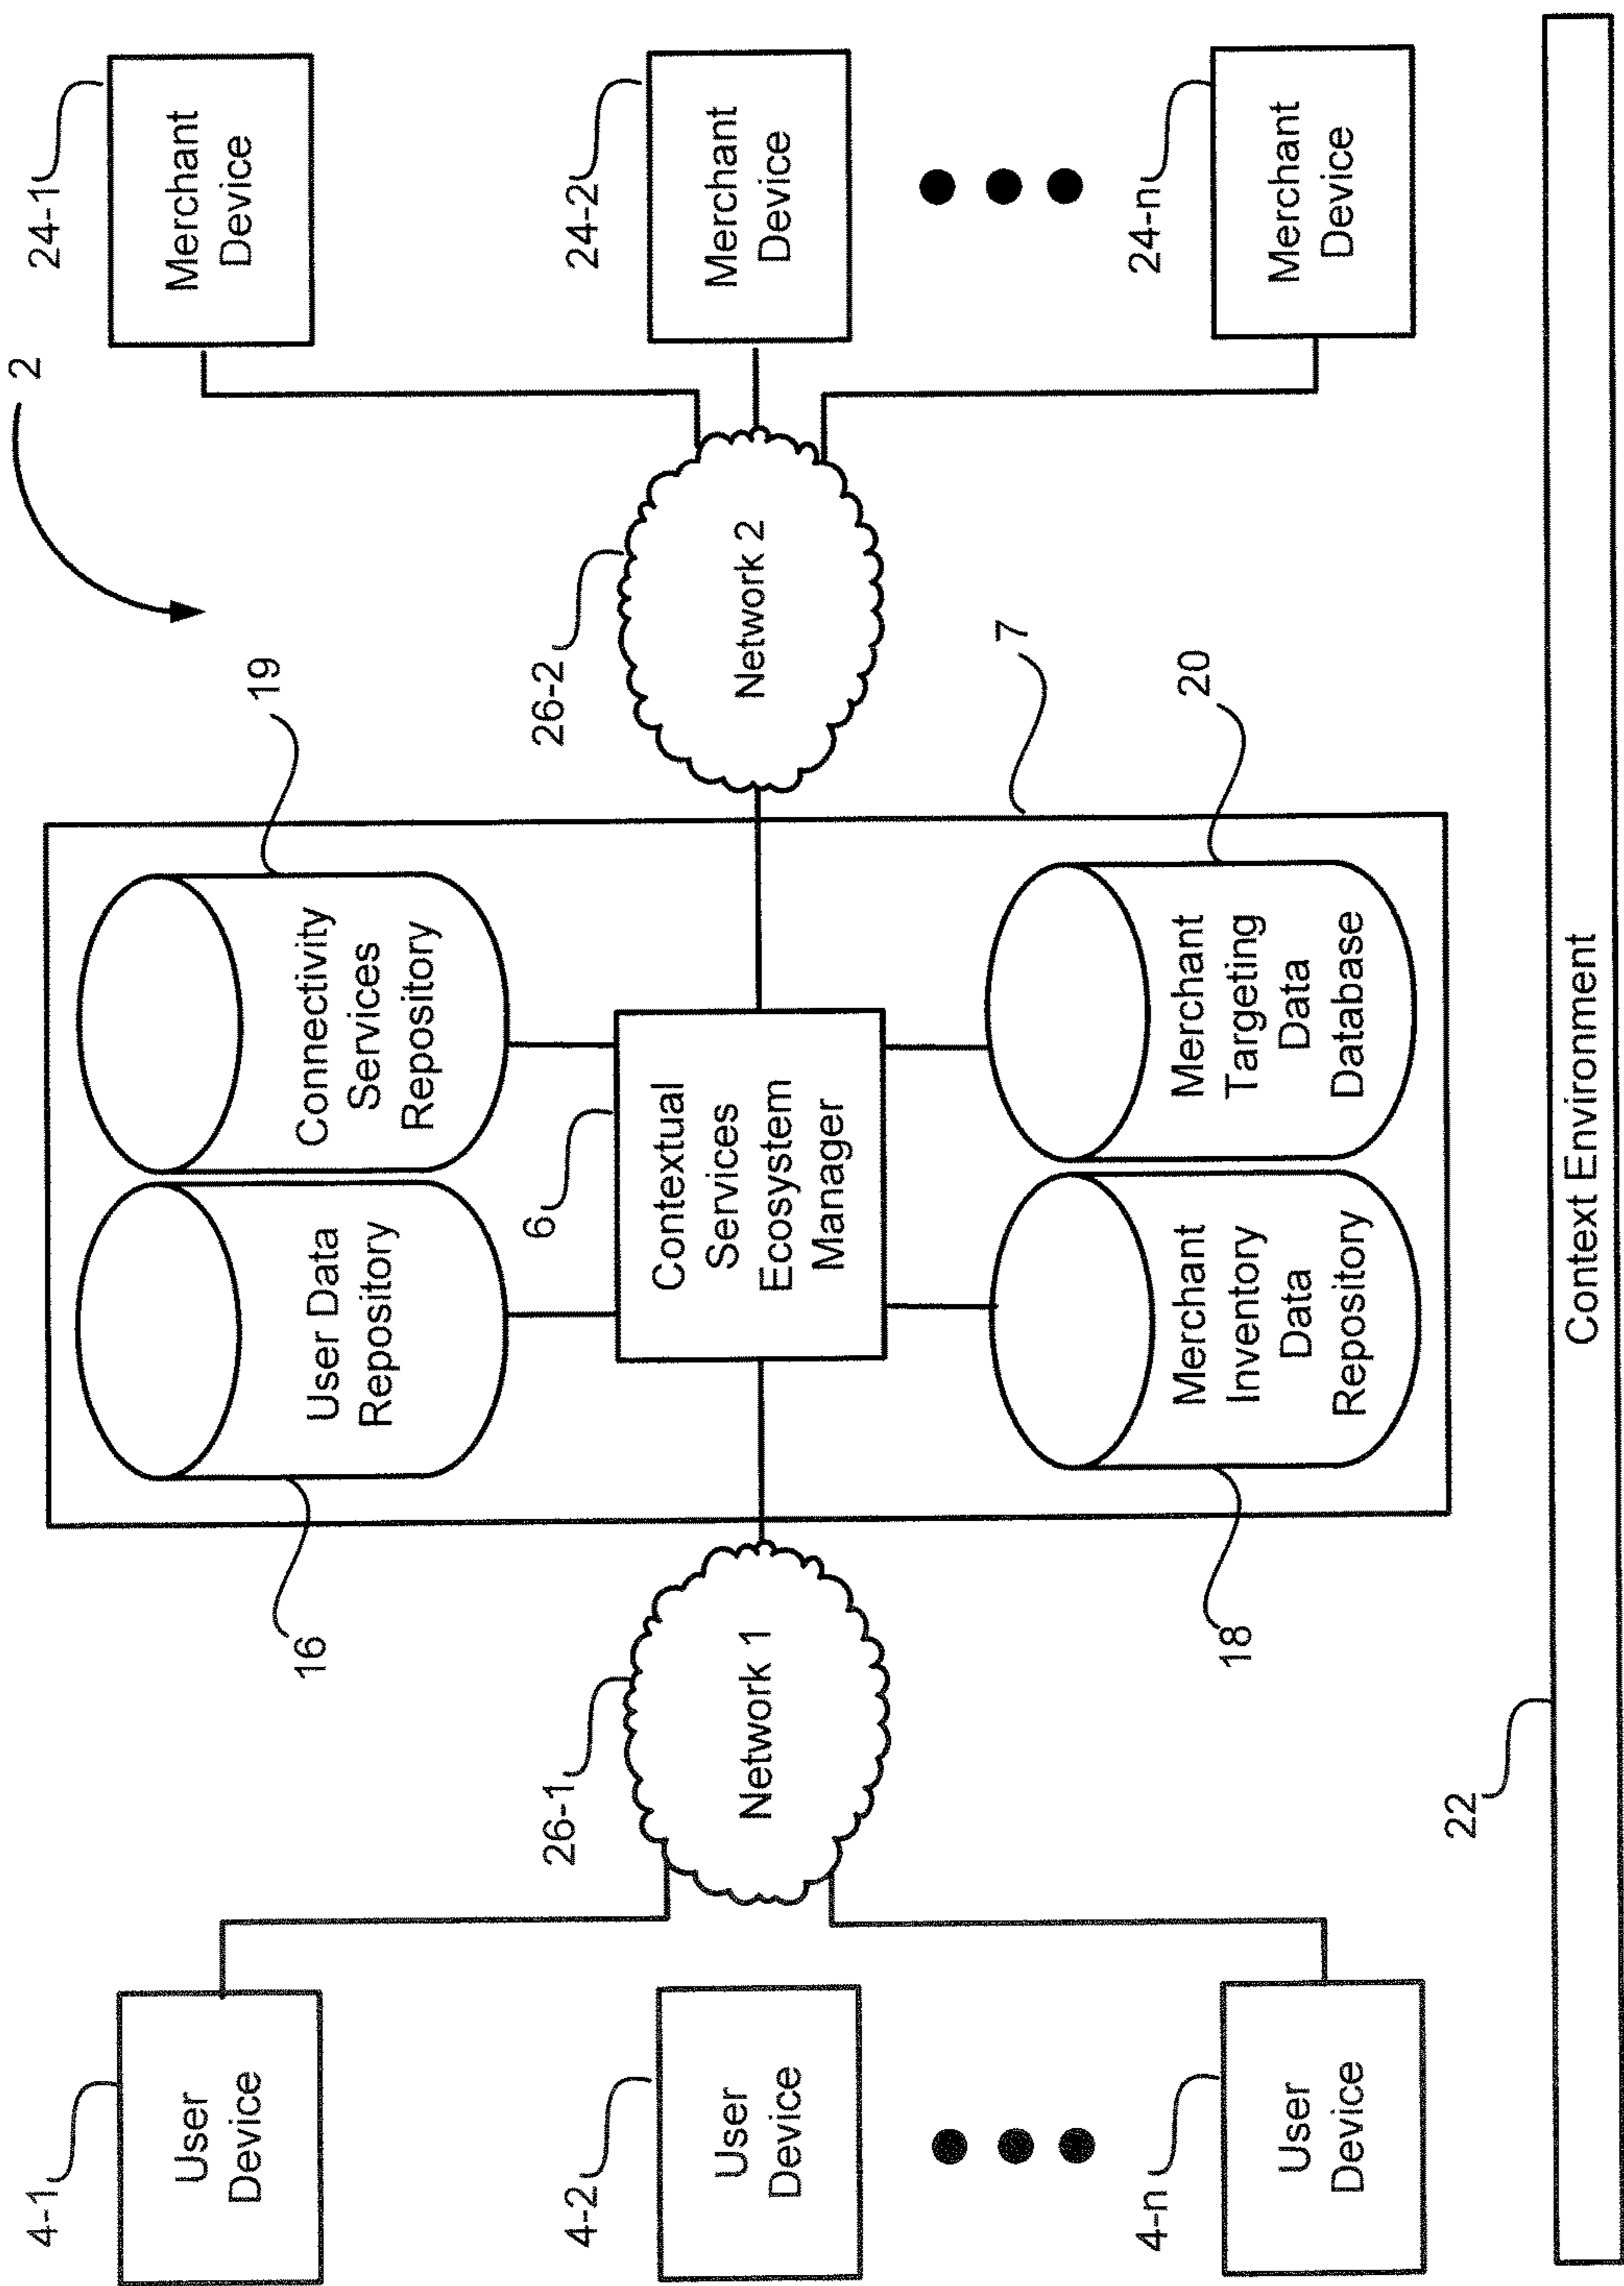 2
4-1
User
Device
4-2
User
Device
4-n
User
Device
26-1
Network 1
16
User Data
Repository
19
Connectivity
Services
Repository
6
Contextual
Services
Ecosystem
Manager
18
Merchant
Inventory
Data
Repository
20
Merchant
Targeting
Data
Database
7
26-2
Network 2
24-1
Merchant
Device
24-2
Merchant
Device
24-n
Merchant
Device
22
Context Environment